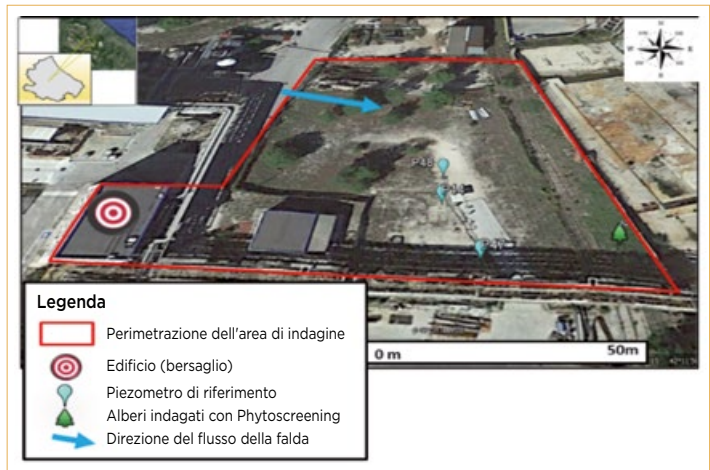 N
W
E
S
P48
0 m
50m
Legenda
Perimetrazione dell'area di indagine
Edificio (bersaglio)
Piezometro di riferimento
Alberi indagati con Phytoscreening
Direzione del flusso della falda